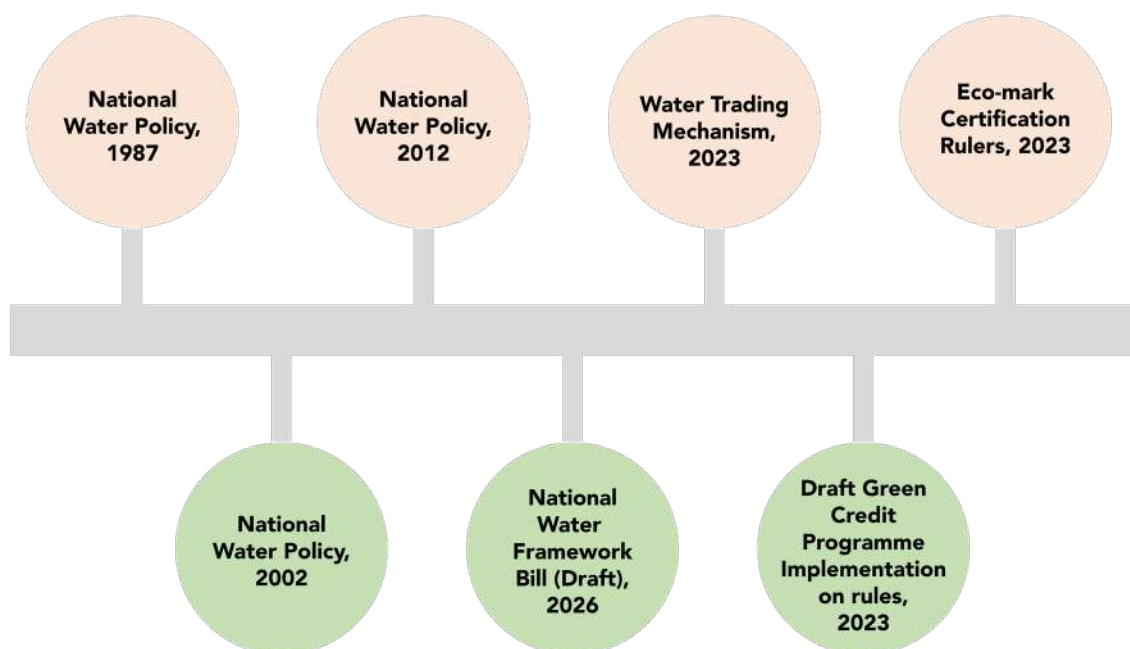 National
Water Policy,
1987
National
Water Policy,
2012
Water Trading
Mechanism,
2023
Eco-mark
Certification
Rulers, 2023
National
Water Policy,
2002
National
Water
Framework
Bill (Draft),
2026
Draft Green
Credit
Programme
Implementation
on rules,
2023